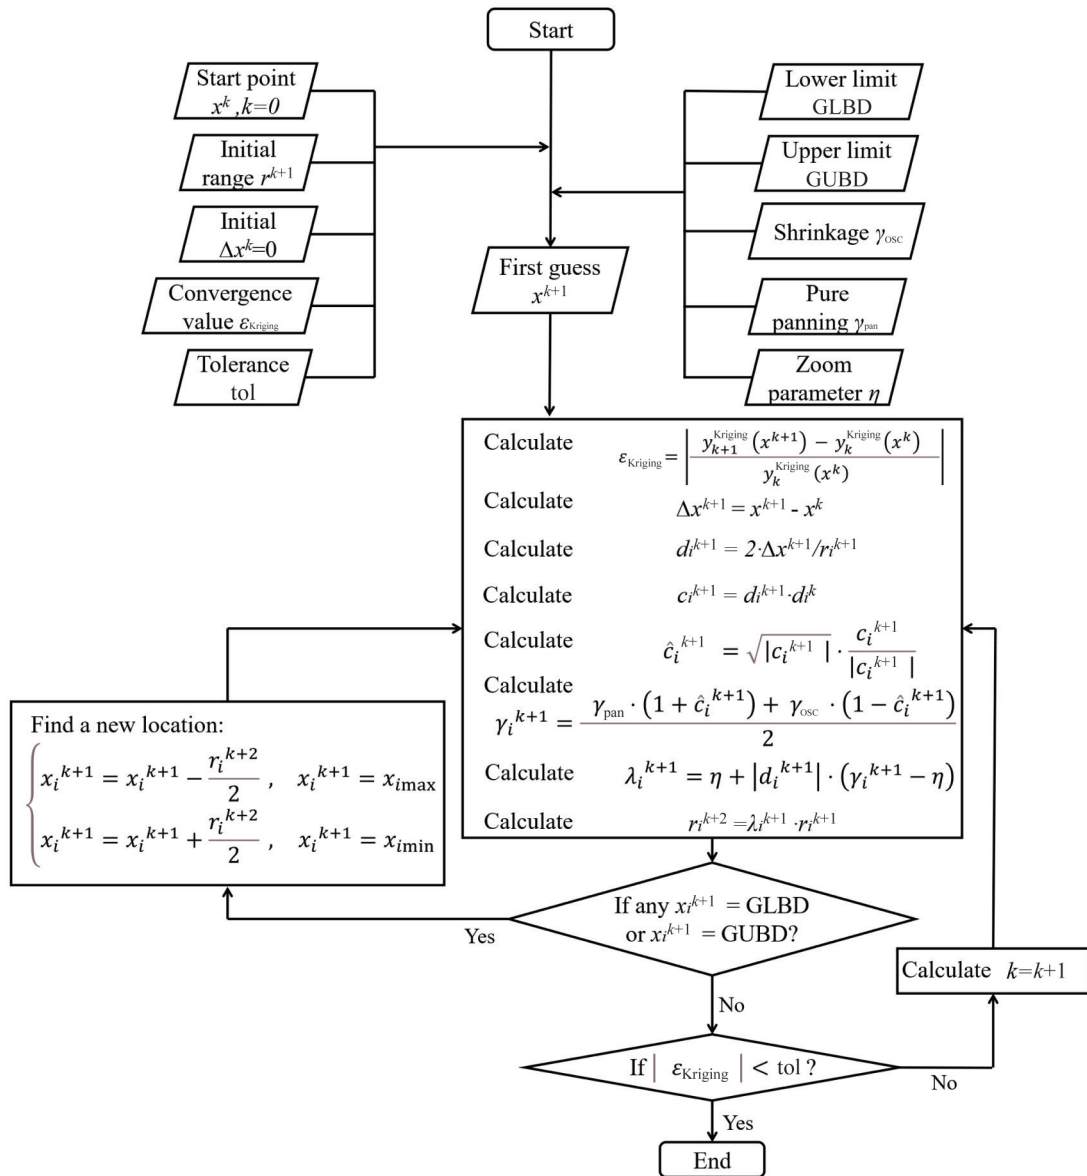 Start
Start point
x^k ,k=0
Initial
range r^{k+1}
Initial
Δx^k=0
Convergence
value ε_Kriging
Tolerance
tol
Lower limit
GLBD
Upper limit
GUBD
Shrinkage γ_osc
Pure
panning γ_pan
Zoom
parameter η
First guess
x^{k+1}
Calculate ε_Kriging = | (y_{k+1}^Kriging (x^{k+1}) − y_k^Kriging (x^k)) / (y_k^Kriging (x^k)) |
Calculate Δx^{k+1} = x^{k+1} - x^k
Calculate d_i^{k+1} = 2·Δx^{k+1}/r_i^{k+1}
Calculate c_i^{k+1} = d_i^{k+1}·d_i^k
Calculate ĉ_i^{k+1} = √|c_i^{k+1}| · c_i^{k+1} / |c_i^{k+1}|
Calculate
γ_i^{k+1} = (γ_pan · (1 + ĉ_i^{k+1}) + γ_osc · (1 − ĉ_i^{k+1})) / 2
Calculate λ_i^{k+1} = η + |d_i^{k+1}| · (γ_i^{k+1} − η)
Calculate r_i^{k+2} =λ_i^{k+1} ·r_i^{k+1}
Find a new location:
x_i^{k+1} = x_i^{k+1} − r_i^{k+2} / 2 , x_i^{k+1} = x_{imax}
x_i^{k+1} = x_i^{k+1} + r_i^{k+2} / 2 , x_i^{k+1} = x_{imin}
If any x_i^{k+1} = GLBD
or x_i^{k+1} = GUBD?
Yes
No
Calculate k=k+1
If | ε_Kriging | < tol ?
No
Yes
End